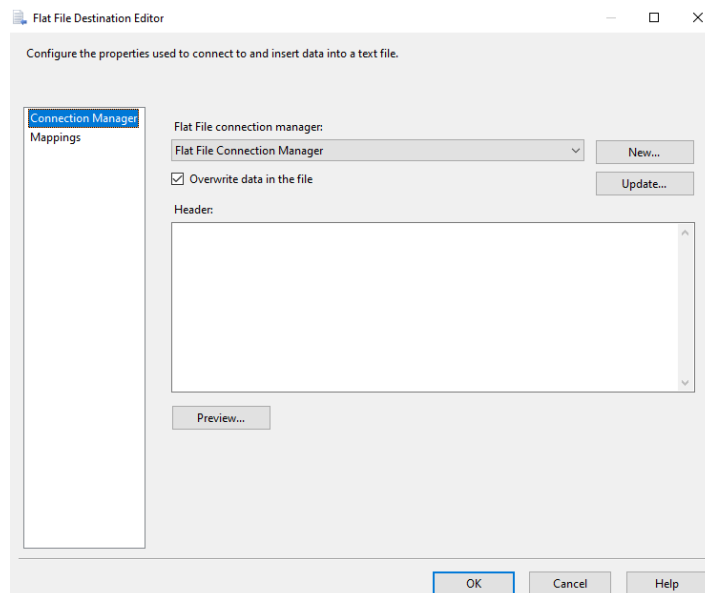 Flat File Destination Editor
Configure the properties used to connect to and insert data into a text file.
Connection Manager
Mappings
Flat File connection manager:
Flat File Connection Manager
New...
Overwrite data in the file
Update...
Header:
Preview...
OK
Cancel
Help